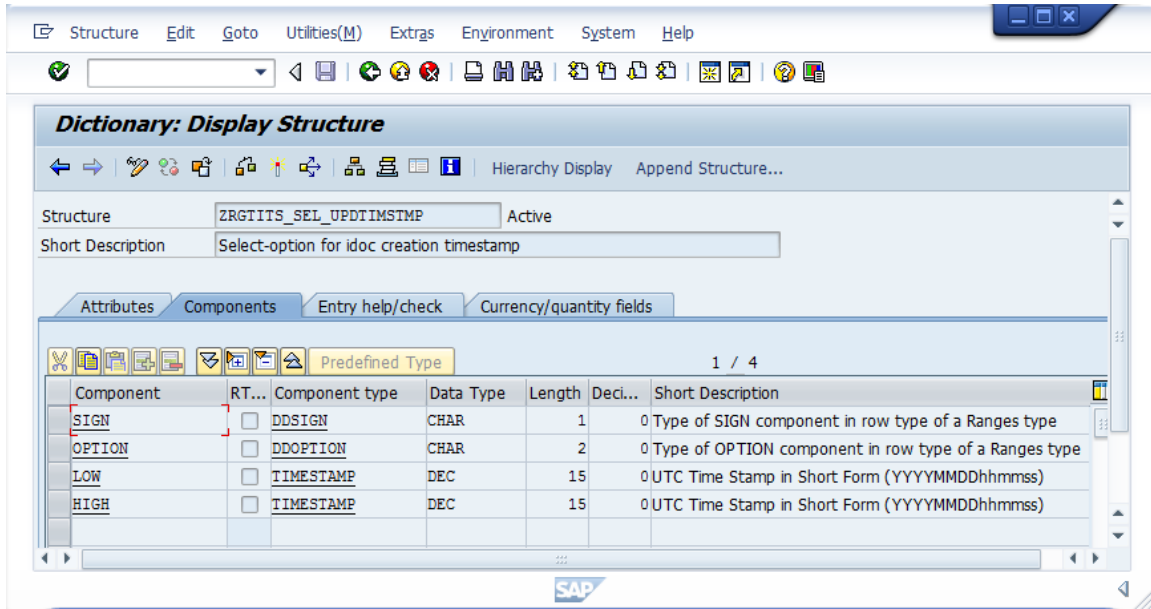 Structure Edit Goto Utilities(M) Extras Environment System Help
Dictionary: Display Structure
Hierarchy Display Append Structure...
Structure ZRGTITS_SEL_UPDTIMSTMP Active
Short Description Select-option for idoc creation timestamp
Attributes Components Entry help/check Currency/quantity fields
Predefined Type 1 / 4
Component RT... Component type Data Type Length Deci... Short Description
SIGN DDSIGN CHAR 1 0 Type of SIGN component in row type of a Ranges type
OPTION DDOPTION CHAR 2 0 Type of OPTION component in row type of a Ranges type
LOW TIMESTAMP DEC 15 0 UTC Time Stamp in Short Form (YYYYMMDDhhmmss)
HIGH TIMESTAMP DEC 15 0 UTC Time Stamp in Short Form (YYYYMMDDhhmmss)
SAP